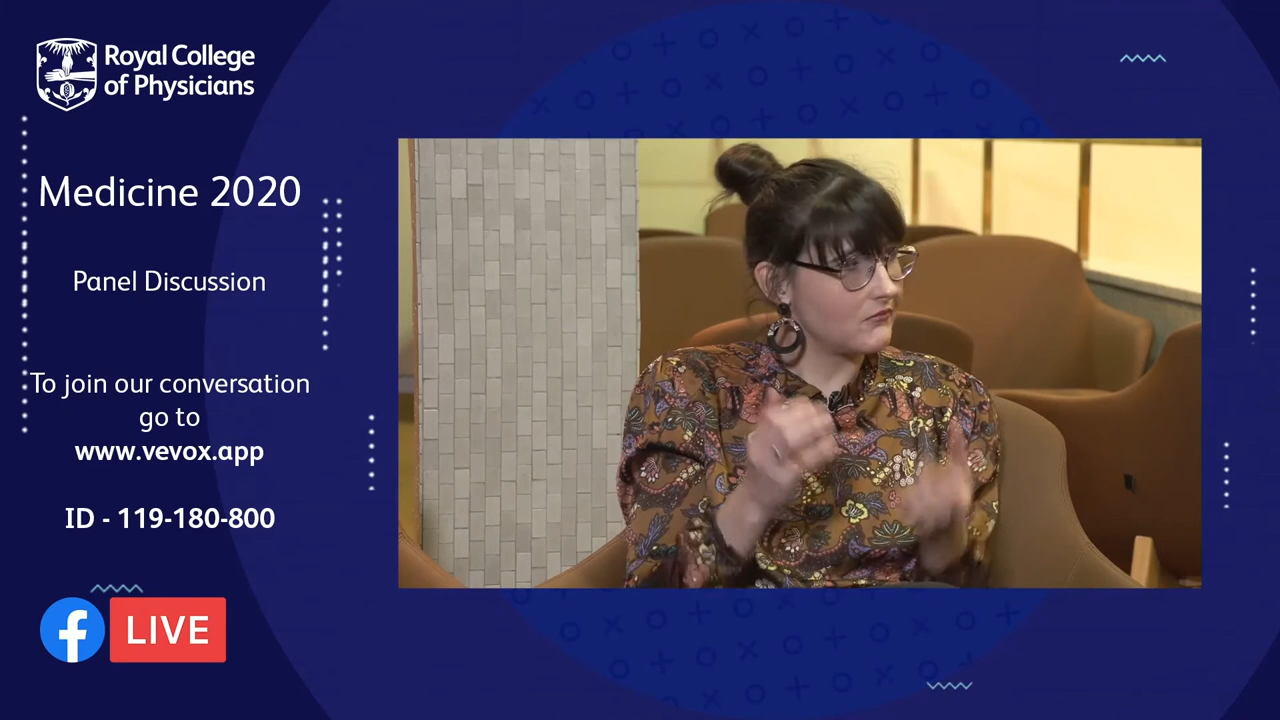 Royal College
of Physicians
Medicine 2020
Panel Discussion
To join our conversation
go to
www.vevox.app
ID - 119-180-800
f LIVE